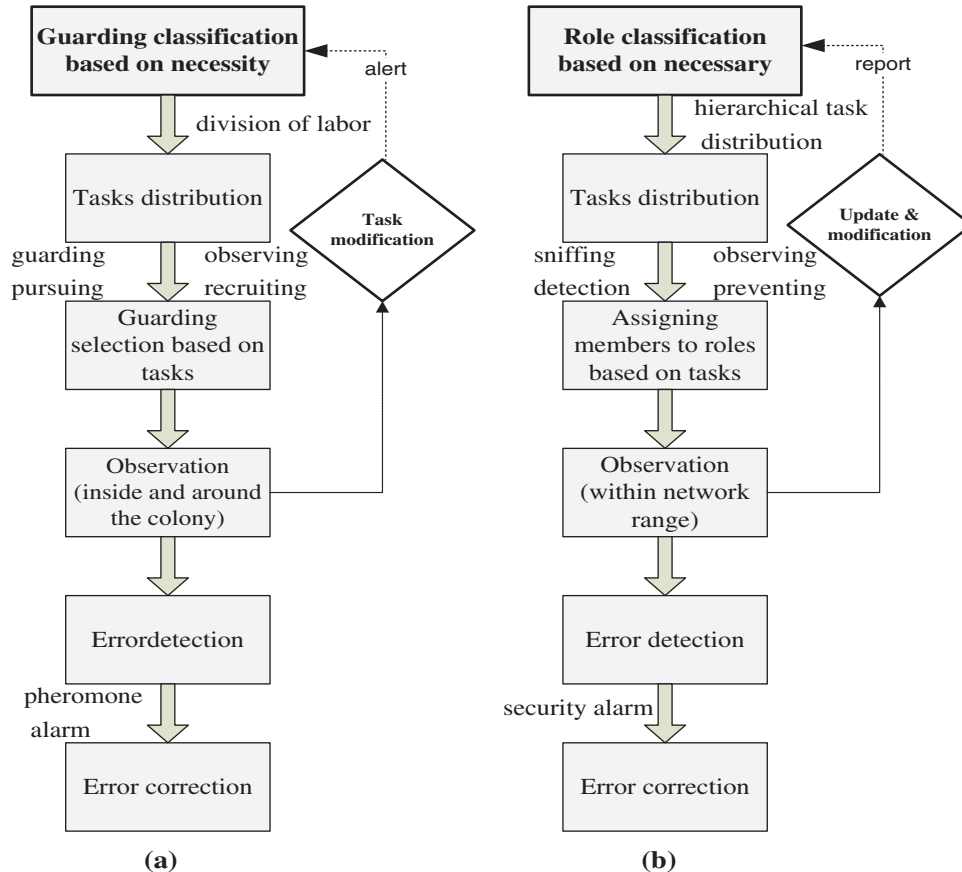 Guarding classification
based on necessity
alert
division of labor
Tasks distribution
Task
modification
guarding
pursuing
observing
recruiting
Guarding
selection based on
tasks
Observation
(inside and around
the colony)
Errordetection
pheromone
alarm
Error correction
(a)
Role classification
based on necessary
report
hierarchical task
distribution
Tasks distribution
Update &
modification
sniffing
detection
observing
preventing
Assigning
members to roles
based on tasks
Observation
(within network
range)
Error detection
security alarm
Error correction
(b)